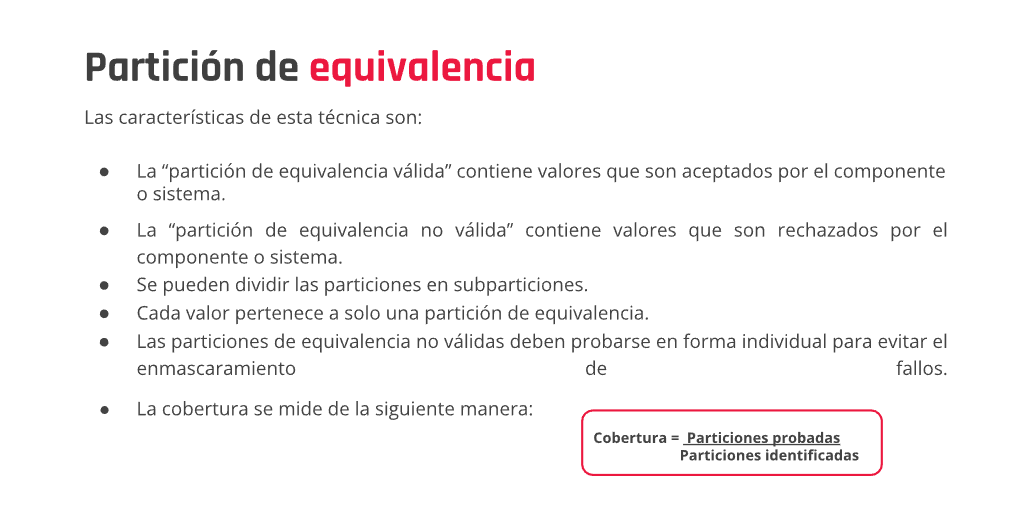 Partición de equivalencia
Las características de esta técnica son:
● La “partición de equivalencia válida” contiene valores que son aceptados por el componente
o sistema.
● La “partición de equivalencia no válida” contiene valores que son rechazados por el
componente o sistema.
● Se pueden dividir las particiones en subparticiones.
● Cada valor pertenece a solo una partición de equivalencia.
● Las particiones de equivalencia no válidas deben probarse en forma individual para evitar el
enmascaramiento de fallos.
● La cobertura se mide de la siguiente manera:
Cobertura = Particiones probadas
Particiones identificadas